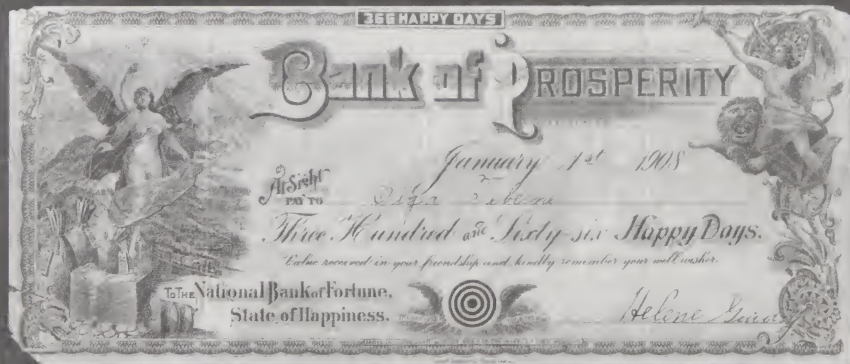 366 HAPPY DAYS
Bank of PROSPERITY
January 1st 1908
At Sight
PAY TO
Three Hundred and Sixty-six Happy Days.
Value received in your friendship and kindly remember your well wisher.
To The National Bank of Fortune,
State of Happiness.
Helene